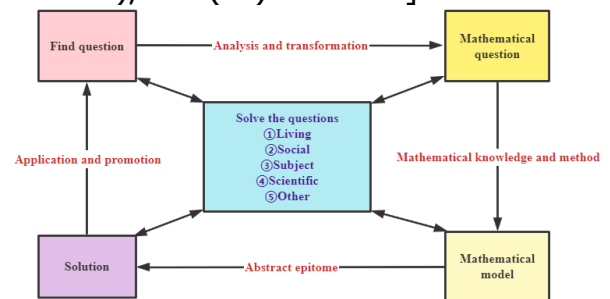 Find question
Analysis and transformation
Mathematical
question
Solve the questions
①Living
②Social
③Subject
④Scientific
⑤Other
Application and promotion
Mathematical knowledge and method
Solution
Abstract epitome
Mathematical
model